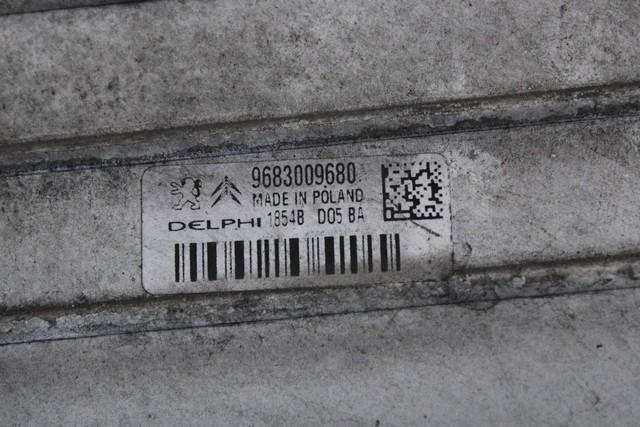 9683009680
MADE IN POLAND
DELPHI 1854B D05 BA